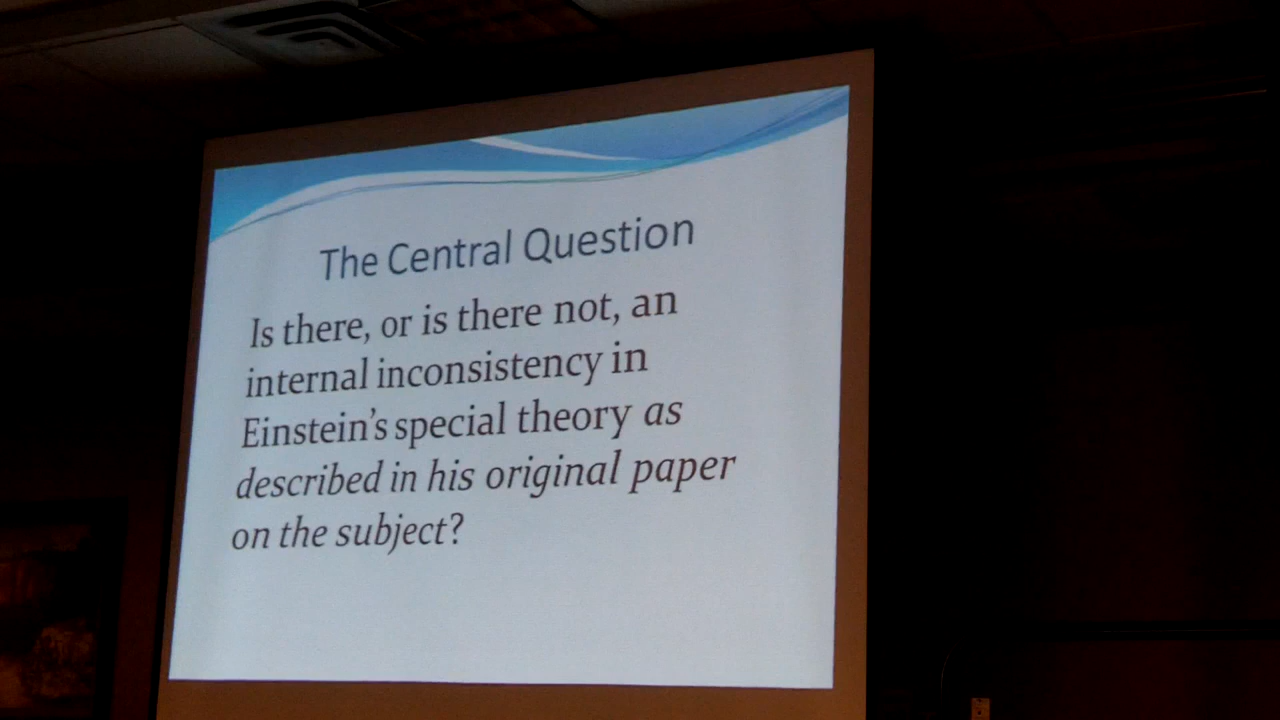 The Central Question
Is there, or is there not, an
internal inconsistency in
Einstein's special theory as
described in his original paper
on the subject?